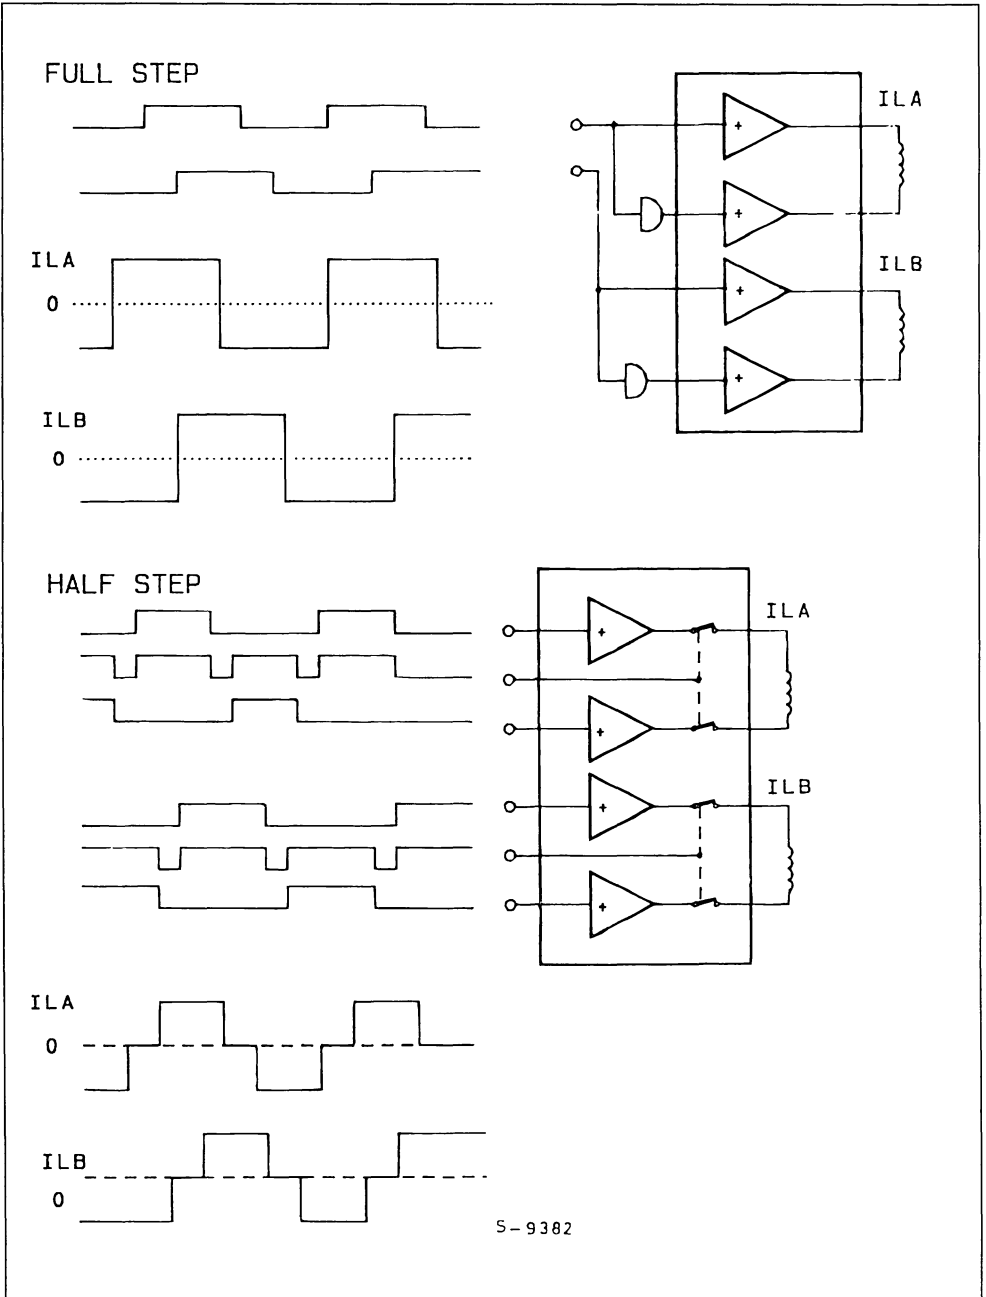 FULL STEP
ILA
+
+
ILA
0
ILB
+
+
ILB
0
HALF STEP
ILA
+
+
ILB
+
+
ILA
0
ILB
0
S-9382